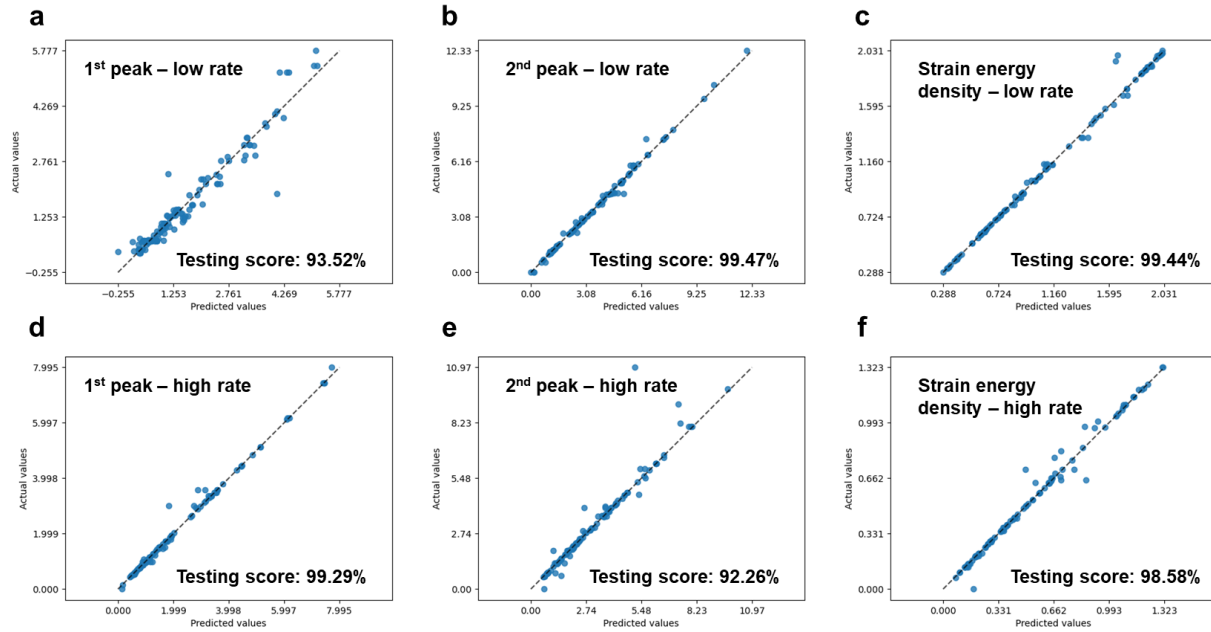 a
1st peak – low rate
5.777
4.269
2.761
1.253
−0.255
Actual values
Testing score: 93.52%
−0.255 1.253 2.761 4.269 5.777
Predicted values
b
2nd peak – low rate
12.33
9.25
6.16
3.08
0.00
Actual values
Testing score: 99.47%
0.00 3.08 6.16 9.25 12.33
Predicted values
c
Strain energy
density – low rate
2.031
1.595
1.160
0.724
0.288
Actual values
Testing score: 99.44%
0.288 0.724 1.160 1.595 2.031
Predicted values
d
1st peak – high rate
7.995
5.997
3.998
1.999
0.000
Actual values
Testing score: 99.29%
0.000 1.999 3.998 5.997 7.995
Predicted values
e
2nd peak – high rate
10.97
8.23
5.48
2.74
0.00
Actual values
Testing score: 92.26%
0.00 2.74 5.48 8.23 10.97
Predicted values
f
Strain energy
density – high rate
1.323
0.993
0.662
0.331
0.000
Actual values
Testing score: 98.58%
0.000 0.331 0.662 0.993 1.323
Predicted values